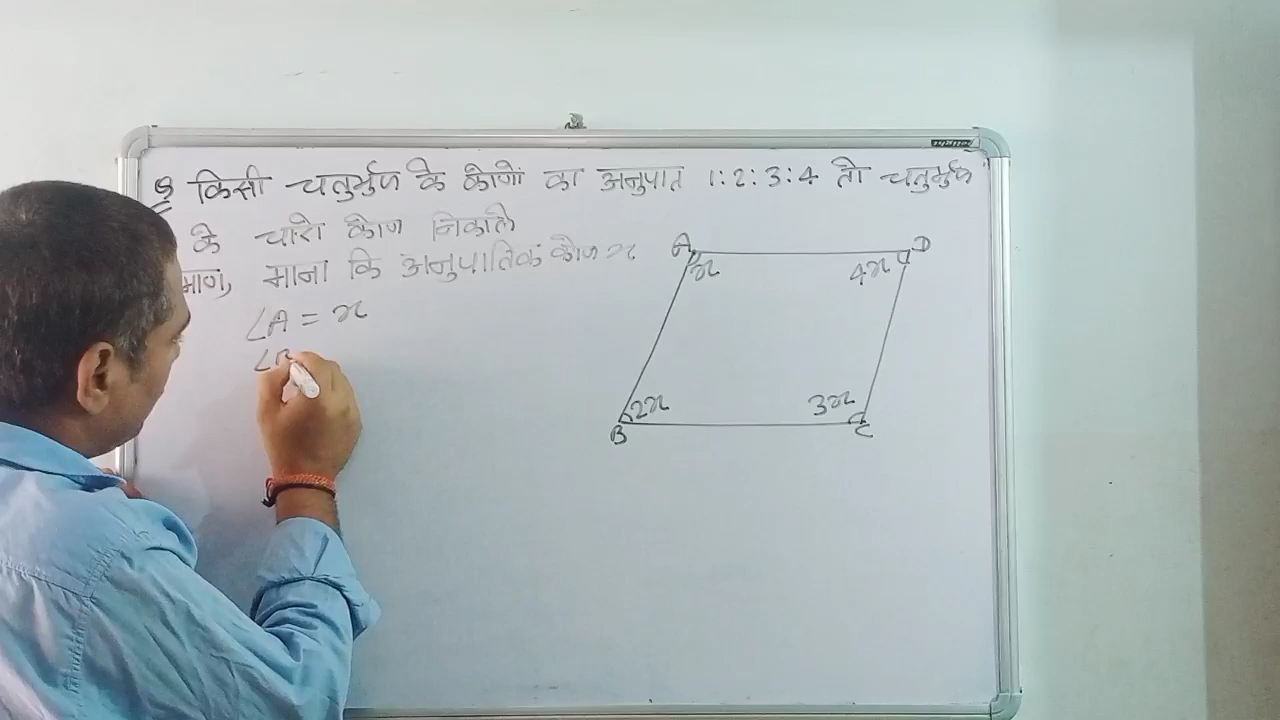 किसी चतुर्भुज के कोणों का अनुपात 1:2:3:4 तो चतुर्भुज
के चारो कोण निकाले
माना कि अनुपातिक कोण x
∠A = x
∠B
A
D
x
4x
2x
3x
B
C